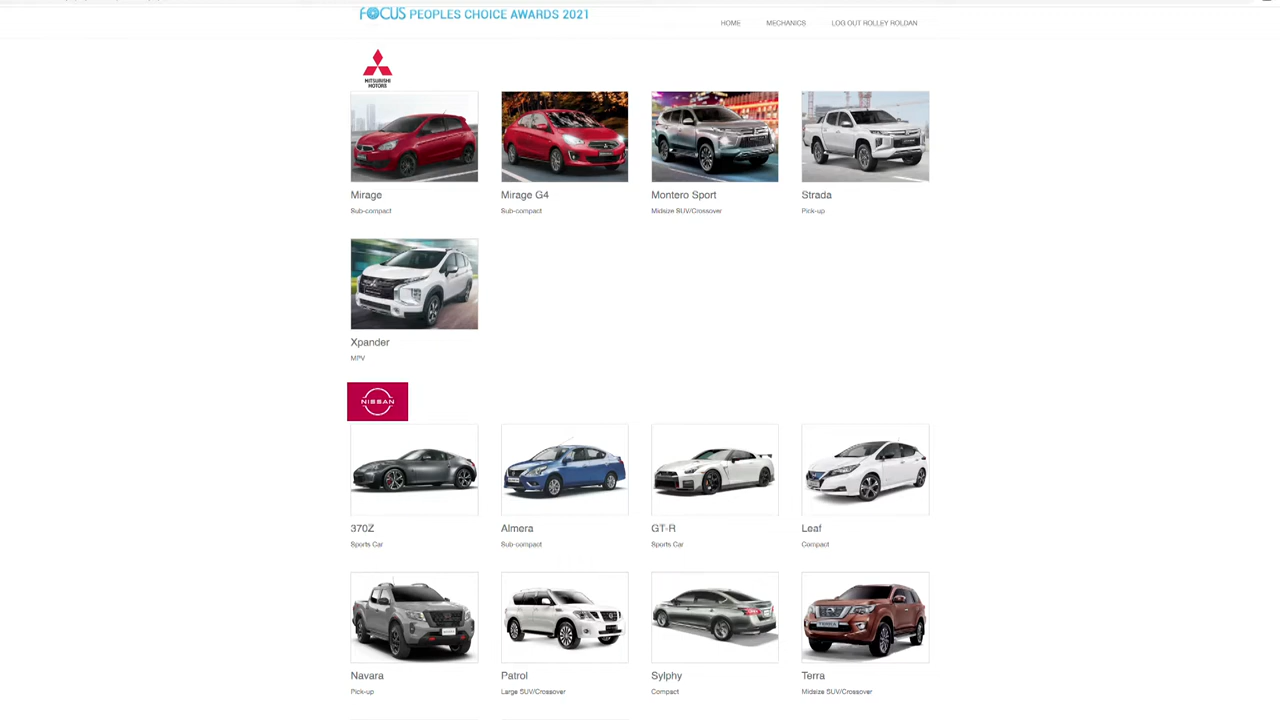 FOCUS PEOPLES CHOICE AWARDS 2021
HOME
MECHANICS
LOG OUT ROLLEY ROLDAN
MITSUBISHI
MOTORS
Mirage
Sub-compact
Mirage G4
Sub-compact
Montero Sport
Midsize SUV/Crossover
Strada
Pick-up
Xpander
MPV
NISSAN
370Z
Sports Car
Almera
Sub-compact
GT-R
Sports Car
Leaf
Compact
Navara
Pick-up
Patrol
Large SUV/Crossover
Sylphy
Compact
TERRA
Terra
Midsize SUV/Crossover